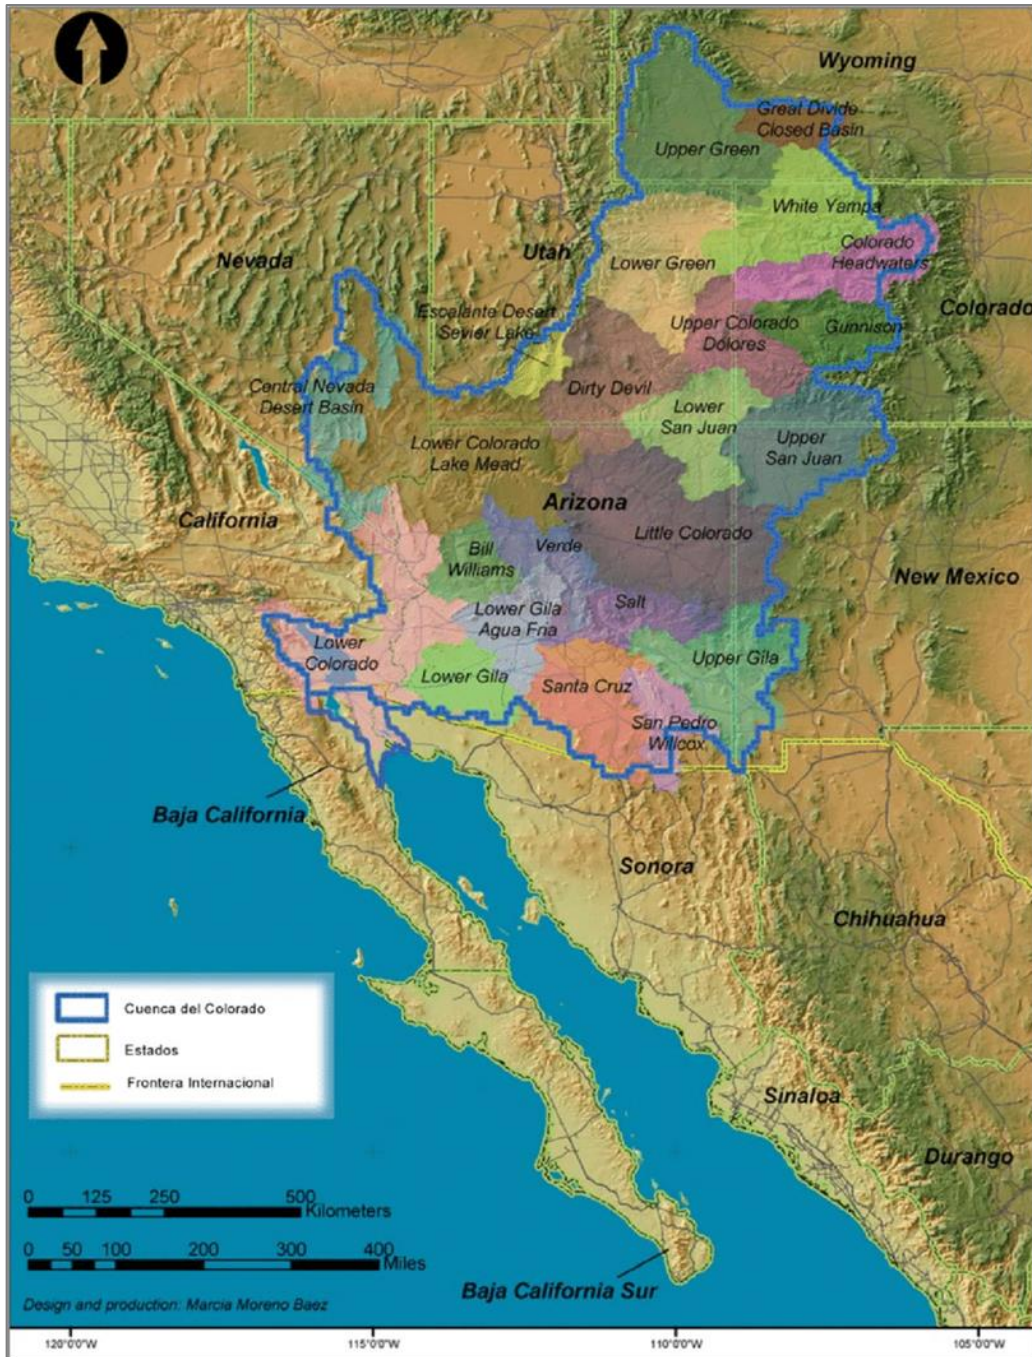 Wyoming
Great Divide
Closed Basin
Upper Green
White Yampa
Colorado
Headwaters
Nevada
Utah
Lower Green
Colorado
Escalante Desert
Sevier Lake
Upper Colorado
Dolores
Gunnison
Central Nevada
Desert Basin
Dirty Devil
Lower
San Juan
Upper
San Juan
Lower Colorado
Lake Mead
Arizona
California
Little Colorado
Verde
Bill
Williams
New Mexico
Lower Gila
Agua Fria
Salt
Lower
Colorado
Lower Gila
Upper Gila
Santa Cruz
San Pedro
Willcox
Baja California
Sonora
Chihuahua
Cuenca del Colorado
Estados
Frontera Internacional
Sinaloa
Durango
0 125 250 500
Kilometers
0 50 100 200 300 400
Miles
Baja California Sur
Design and production: Marcia Moreno Baez
120°0'0"W 115°0'0"W 110°0'0"W 105°0'0"W